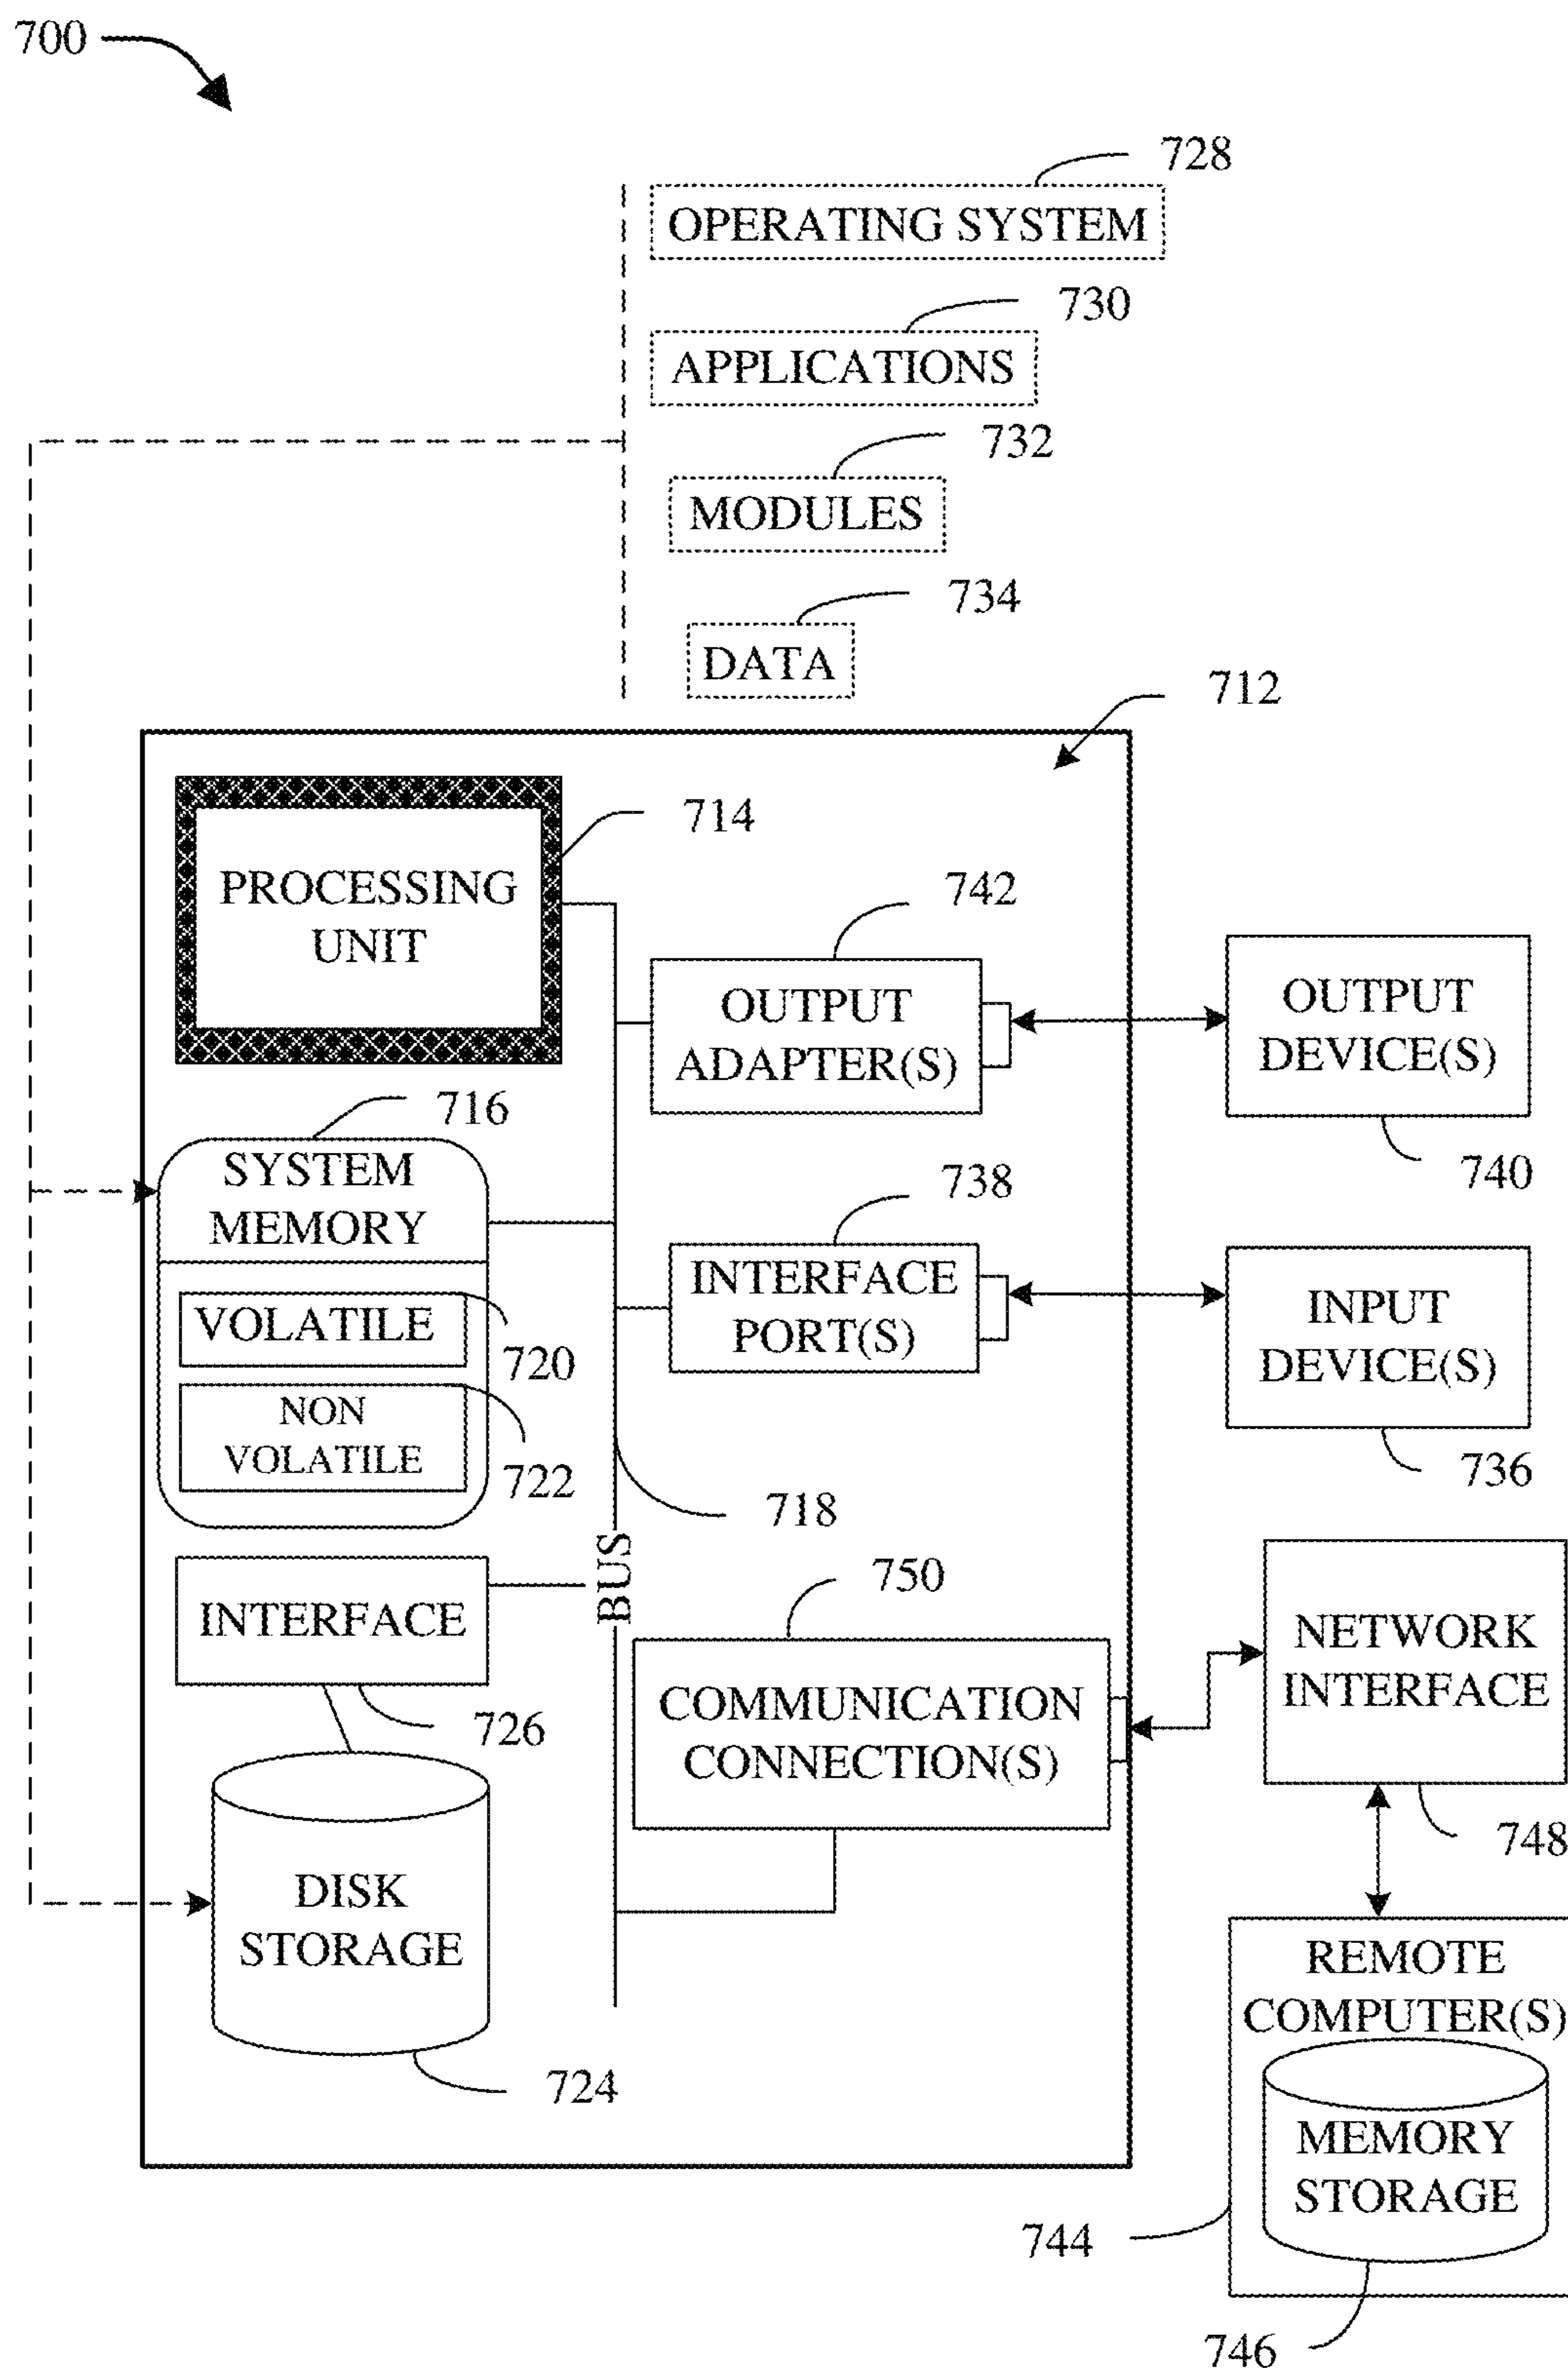 700
728
OPERATING SYSTEM
730
APPLICATIONS
732
MODULES
734
DATA
712
PROCESSING
UNIT
714
742
OUTPUT
ADAPTER(S)
OUTPUT
DEVICE(S)
740
716
SYSTEM
MEMORY
VOLATILE
720
NON
VOLATILE
722
738
INTERFACE
PORT(S)
INPUT
DEVICE(S)
736
718
BUS
INTERFACE
726
750
COMMUNICATION
CONNECTION(S)
NETWORK
INTERFACE
748
DISK
STORAGE
724
REMOTE
COMPUTER(S)
MEMORY
STORAGE
744
746